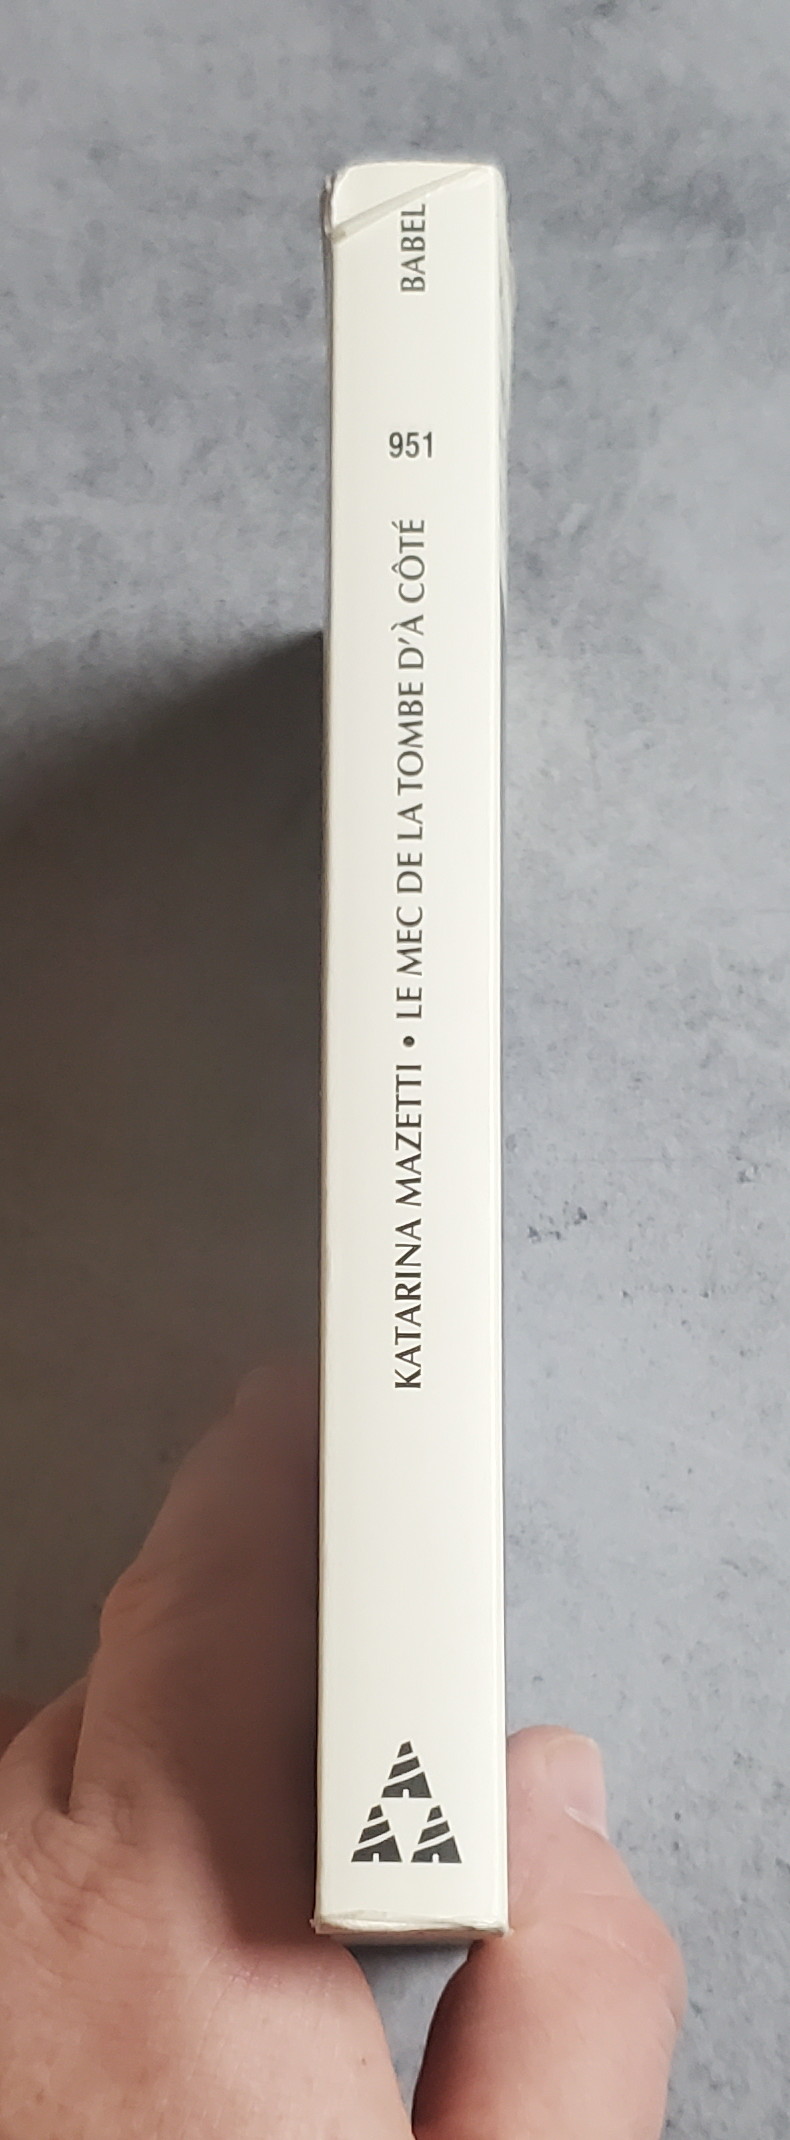 BABEL
951
KATARINA MAZETTI • LE MEC DE LA TOMBE D'À CÔTÉ